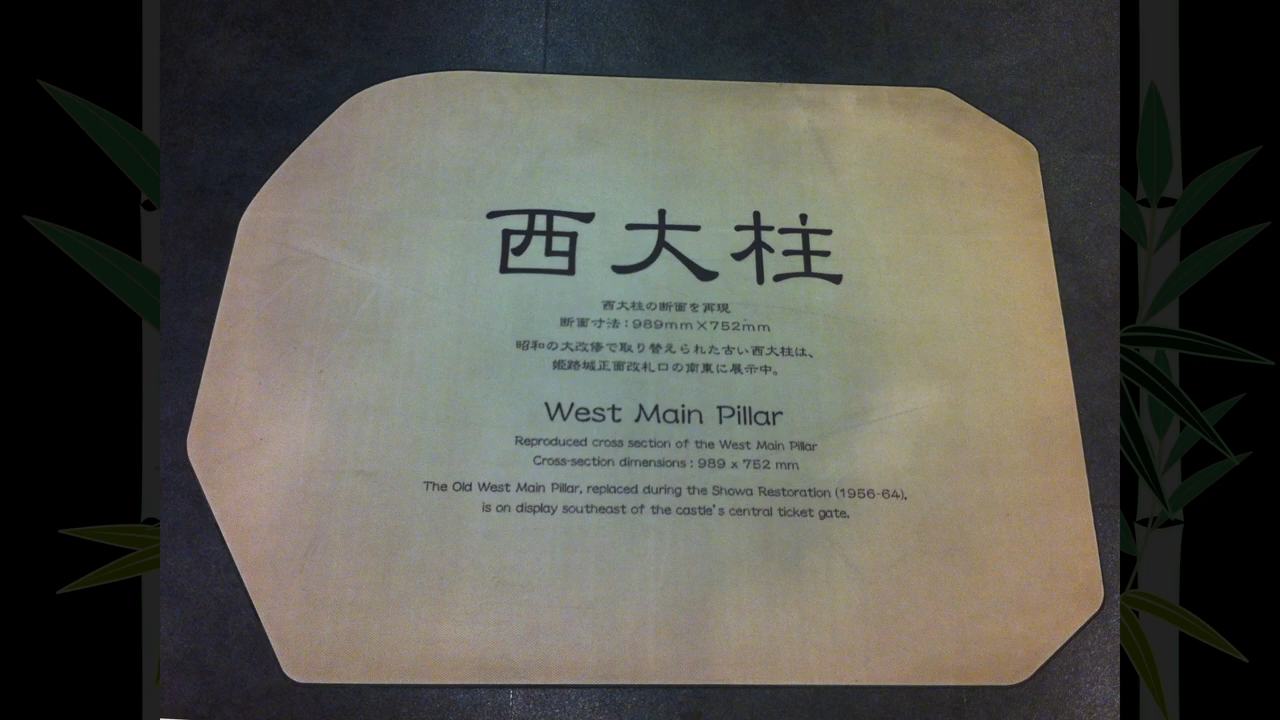 西大柱
西大柱の断面を再現
断面寸法:989mm×752mm
昭和の大改修で取り替えられた古い西大柱は、
姫路城正面改札口の南東に展示中。
West Main Pillar
Reproduced cross section of the West Main Pillar
Cross-section dimensions : 989 x 752 mm
The Old West Main Pillar, replaced during the Showa Restoration (1956-64),
is on display southeast of the castle's central ticket gate.